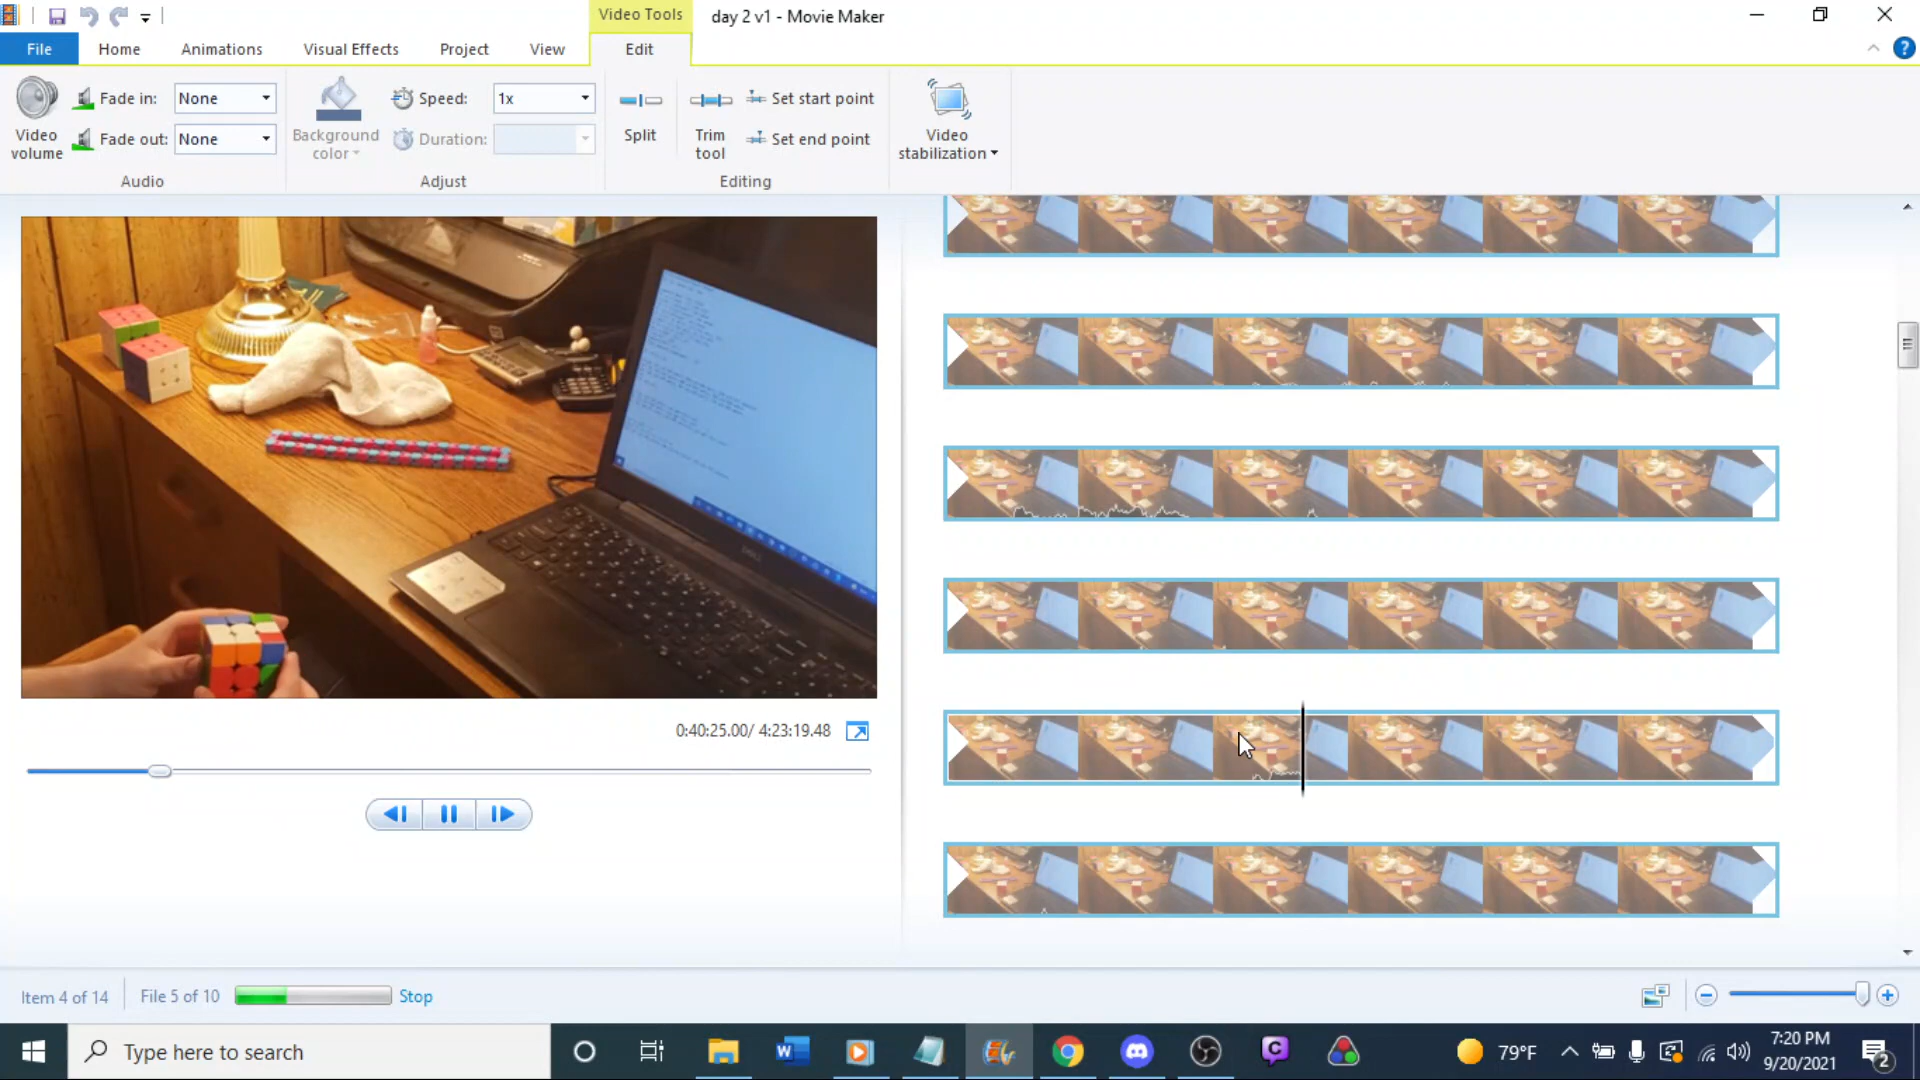 Video Tools
day 2 v1 - Movie Maker
File
Home
Animations
Visual Effects
Project
View
Edit
Video volume
Fade in:
None
Fade out:
None
Audio
Background color
Speed:
1x
Duration:
Adjust
Split
Trim tool
Set start point
Set end point
Editing
Video stabilization
0:40:25.00/ 4:23:19.48
Item 4 of 14
File 5 of 10
Stop
Type here to search
79°F
7:20 PM
9/20/2021
2